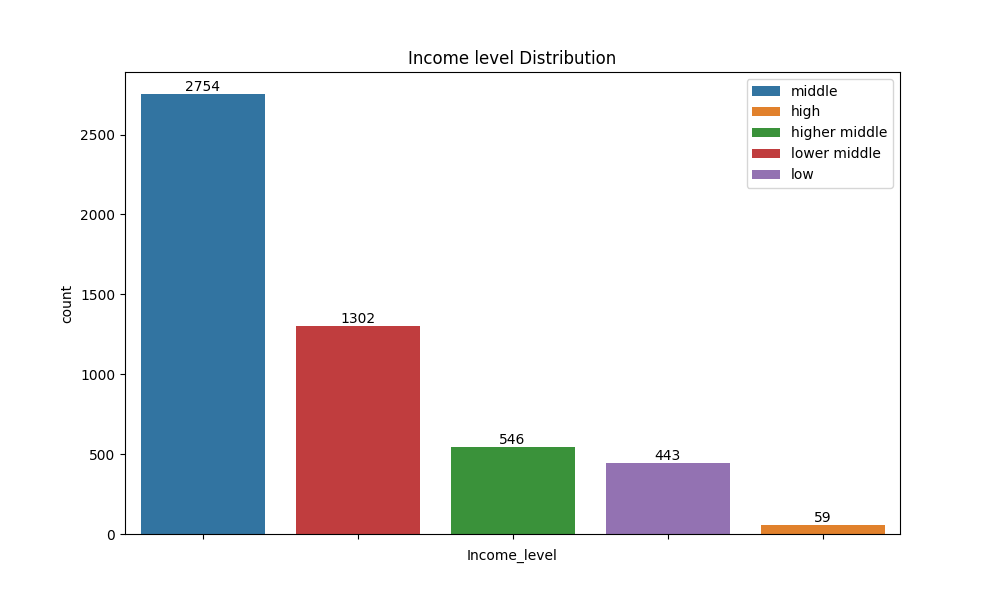 Income level Distribution
2754
1302
546
443
59
middle
high
higher middle
lower middle
low
2500
2000
1500
1000
500
0
count
Income_level